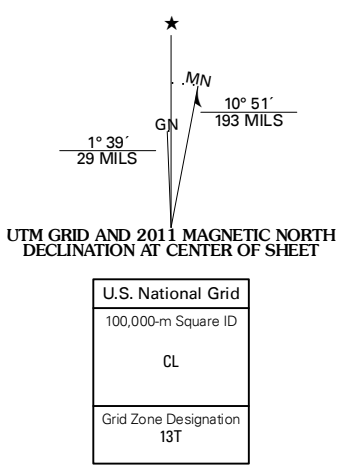 ★
MN
GN
10° 51´
193 MILS
1° 39´
29 MILS
UTM GRID AND 2011 MAGNETIC NORTH
DECLINATION AT CENTER OF SHEET
U.S. National Grid
100,000-m Square ID
CL
Grid Zone Designation
13T